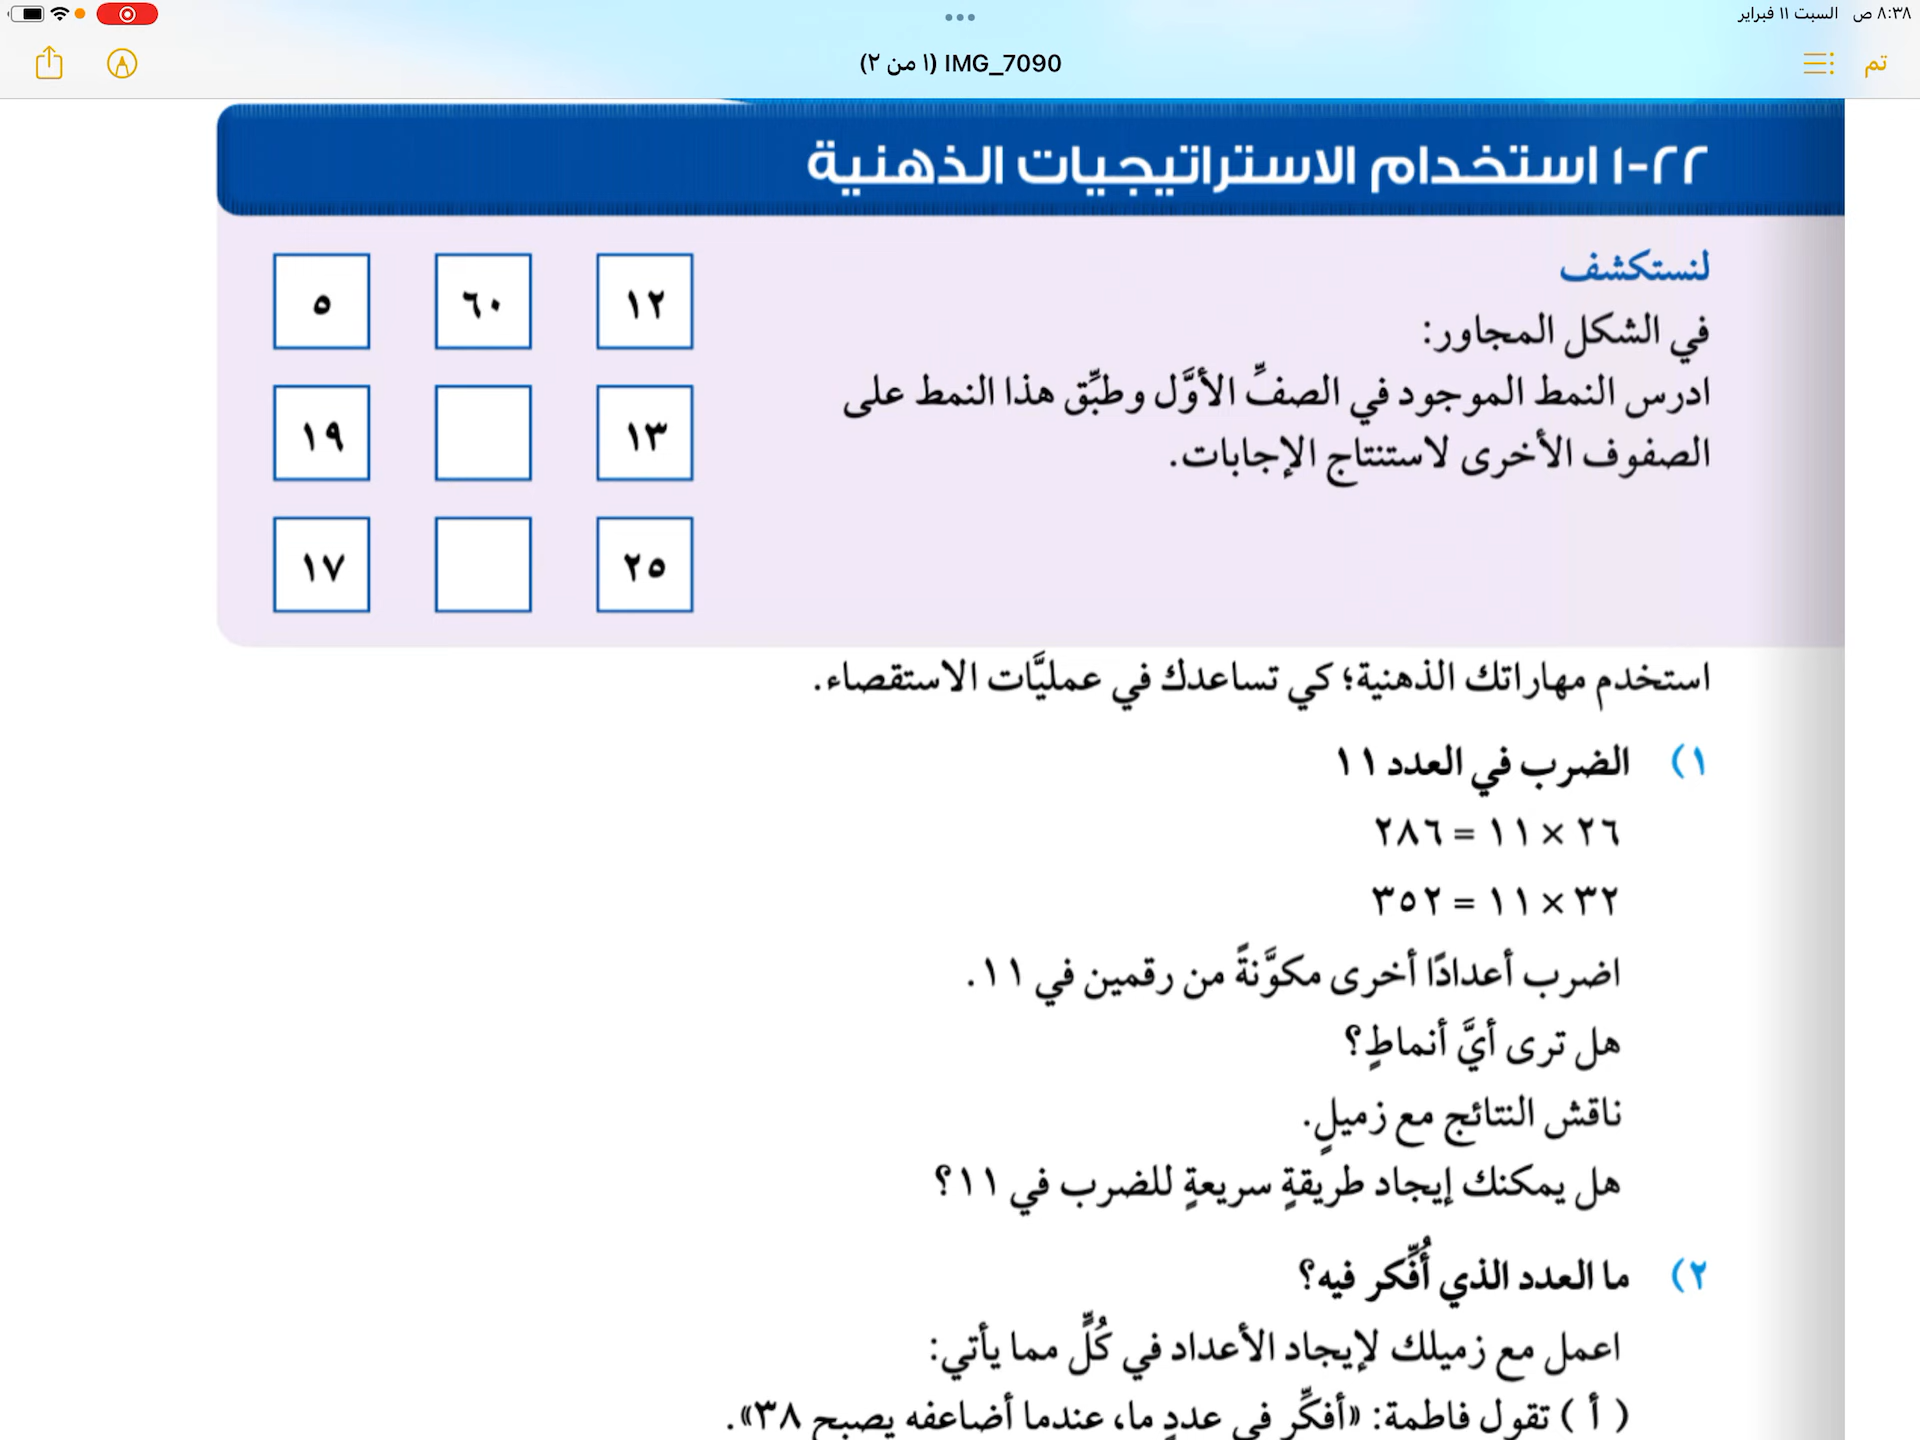 ٨:٣٨ ص السبت ١١ فبراير
تم
IMG_7090 (١ من ٢)
٢٢-١ استخدام الاستراتيجيات الذهنية
لنستكشف
في الشكل المجاور:
ادرس النمط الموجود في الصفِّ الأوَّل وطبِّق هذا النمط على
الصفوف الأخرى لاستنتاج الإجابات.
١٢ ٦٠ ٥
١٣ ١٩
٢٥ ١٧
استخدم مهاراتك الذهنية؛ كي تساعدك في عمليَّات الاستقصاء.
١) الضرب في العدد ١١
٢٦ × ١١ = ٢٨٦
٣٢ × ١١ = ٣٥٢
اضرب أعدادًا أخرى مكوَّنةً من رقمين في ١١.
هل ترى أيَّ أنماطٍ؟
ناقش النتائج مع زميلٍ.
هل يمكنك إيجاد طريقةٍ سريعةٍ للضرب في ١١؟
٢) ما العدد الذي أُفِّكر فيه؟
اعمل مع زميلك لإيجاد الأعداد في كُلٍّ مما يأتي:
( أ ) تقول فاطمة: «أفكِّر في عددٍ ما، عندما أضاعفه يصبح ٣٨».